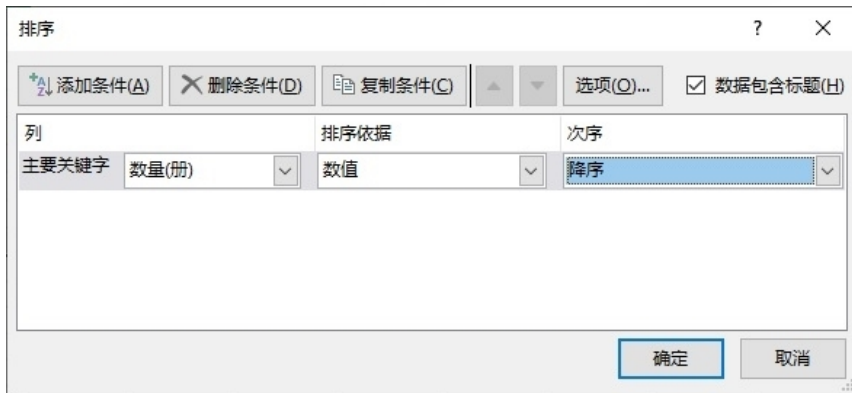 排序
?
添加条件(A) 删除条件(D) 复制条件(C) 选项(O)... 数据包含标题(H)
列 排序依据 次序
主要关键字 数量(册) 数值 降序
确定 取消